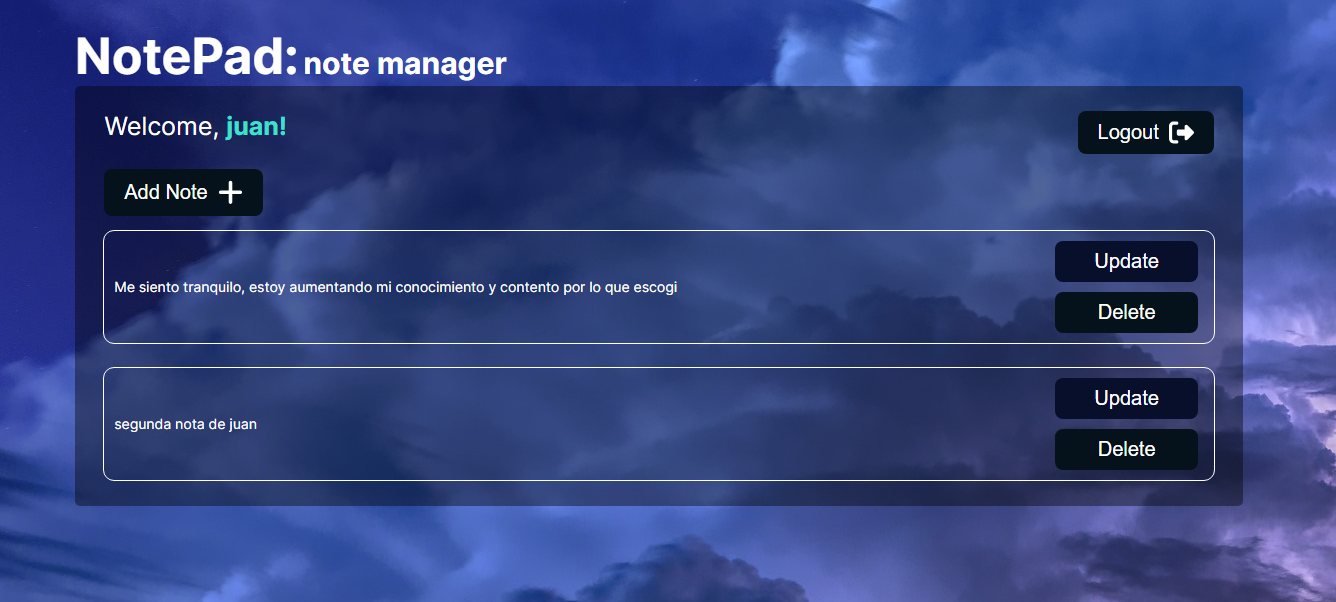 NotePad: note manager
Welcome, juan!
Logout
Add Note
Me siento tranquilo, estoy aumentando mi conocimiento y contento por lo que escogi
Update
Delete
segunda nota de juan
Update
Delete